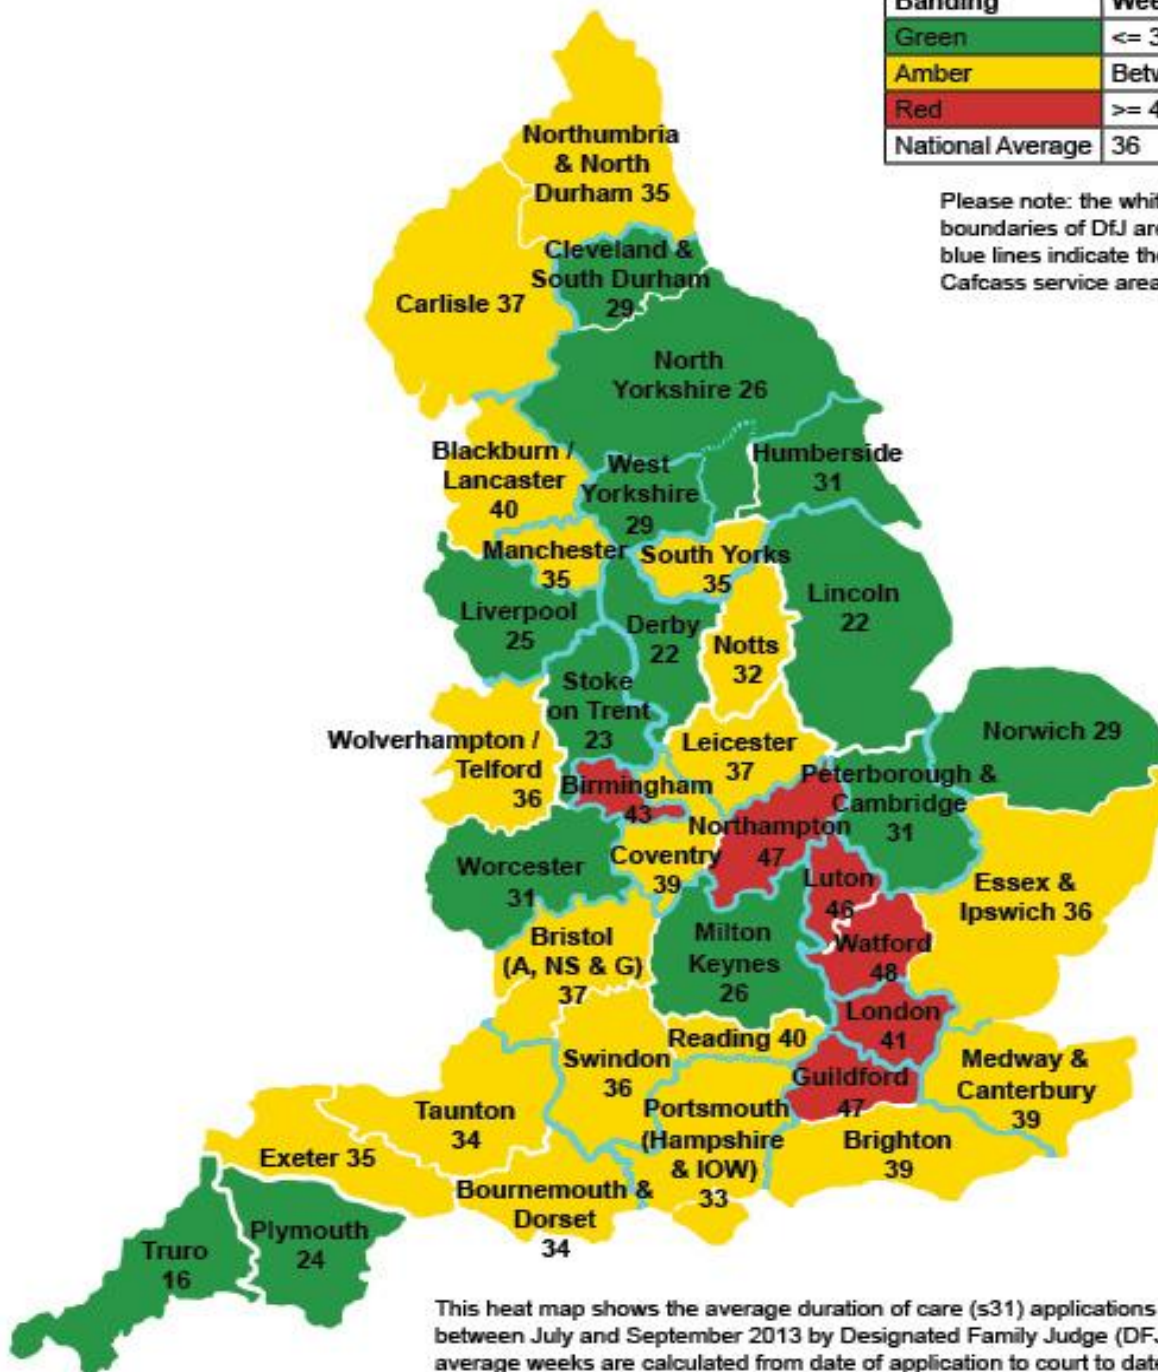 Banding
Green <= 3
Amber
Red >= 4
National Average 36
Please note: the
boundaries of DfJ
blue lines indicate
Cafcass service area
Northumbria
& North
Durham 35
Cleveland &
South Durham
29
Carlisle 37
North
Yorkshire 26
Blackburn /
Lancaster
40
West
Yorkshire
29
Humberside
31
Manchester
35
South Yorks
35
Liverpool
25
Derby
22
Notts
32
Lincoln
22
Stoke
on Trent
23
Wolverhampton /
Telford
36
Leicester
37
Norwich 29
Birmingham
43
Peterborough &
Cambridge
31
Northampton
47
Worcester
31
Coventry
39
Luton
46
Essex &
Ipswich 36
Bristol
(A, NS & G)
37
Milton
Keynes
26
Watford
48
London
41
Reading 40
Swindon
36
Medway &
Canterbury
39
Guildford
47
Taunton
34
Portsmouth
(Hampshire
& IOW)
33
Brighton
39
Exeter 35
Bournemouth &
Dorset
34
Plymouth
24
Truro
16
This heat map shows the average duration of care (s31) applications
between July and September 2013 by Designated Family Judge (DFJ
average weeks are calculated from date of application to court to dat